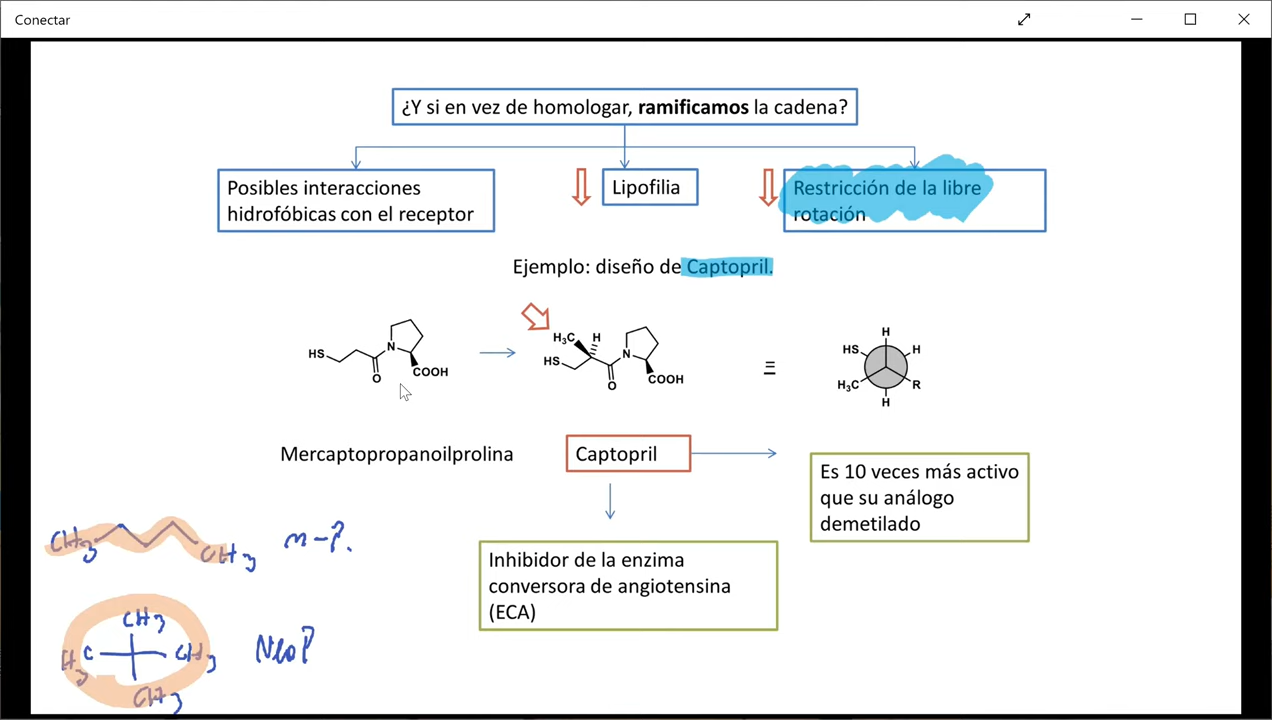 Conectar
¿Y si en vez de homologar, ramificamos la cadena?
Posibles interacciones
hidrofóbicas con el receptor
Lipofilia
Restricción de la libre
rotación
Ejemplo: diseño de Captopril.
HS
N
O
COOH
H₃C
H
HS
N
O
COOH
H
HS
H
H₃C
R
H
Mercaptopropanoilprolina
Captopril
Es 10 veces más activo
que su análogo
demetilado
Inhibidor de la enzima
conversora de angiotensina
(ECA)
CH3
CH3
n-P.
CH3
H3C
CH3
CH3
NeoP